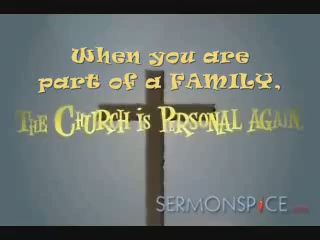 When you are
part of a FAMILY,
THE CHURCH IS PERSONAL AGAIN.
SERMONSPICE.com